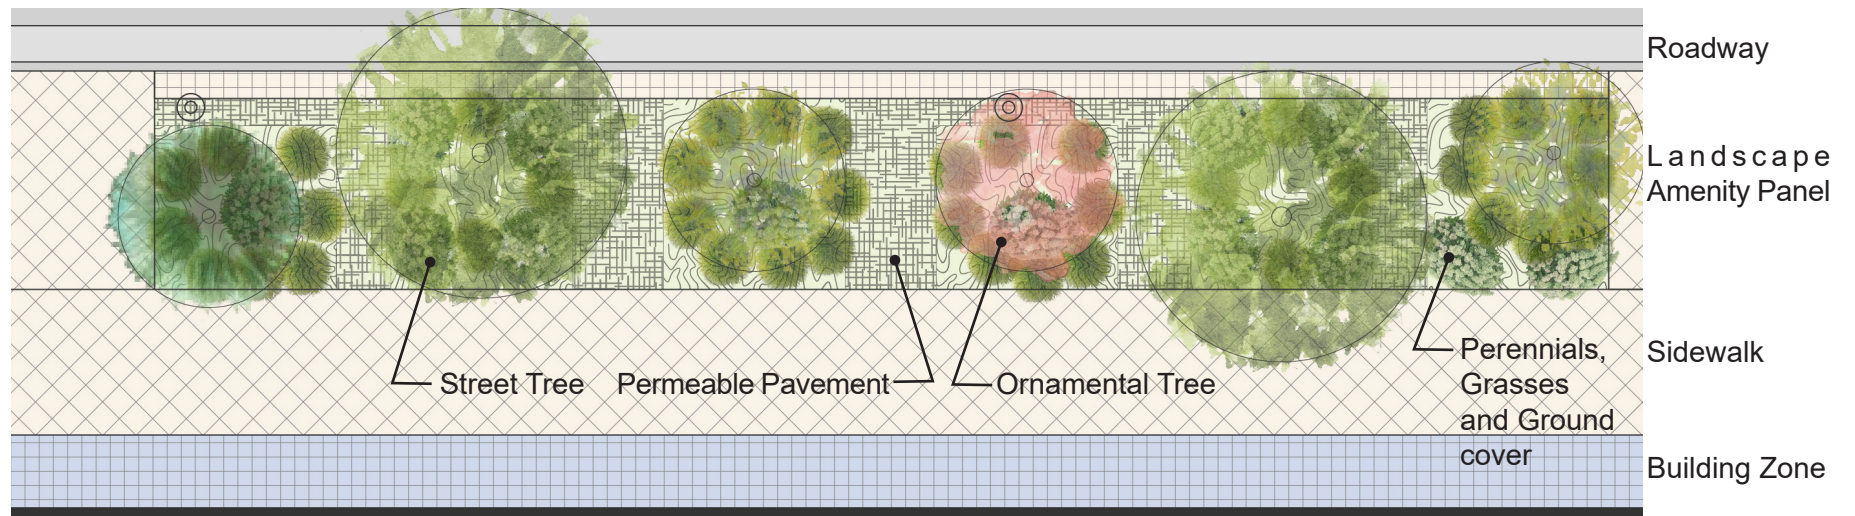 Roadway
Landscape
Amenity Panel
Perennials,
Grasses
and Ground
cover
Sidewalk
Street Tree
Permeable Pavement
Ornamental Tree
Building Zone